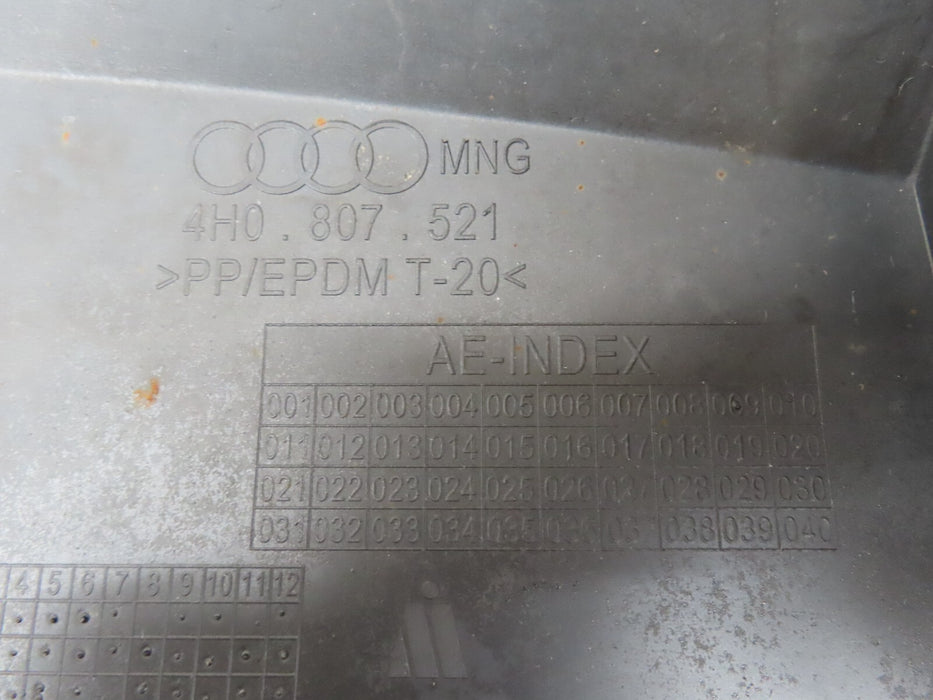 MNG
4H0 . 807 . 521
>PP/EPDM T-20<
AE-INDEX
001 002 003 004 005 006 007 008 009 010
011 012 013 014 015 016 017 018 019 020
021 022 023 024 025 026 027 028 029 030
031 032 033 034 035 036 037 038 039 040
4 5 6 7 8 9 10 11 12